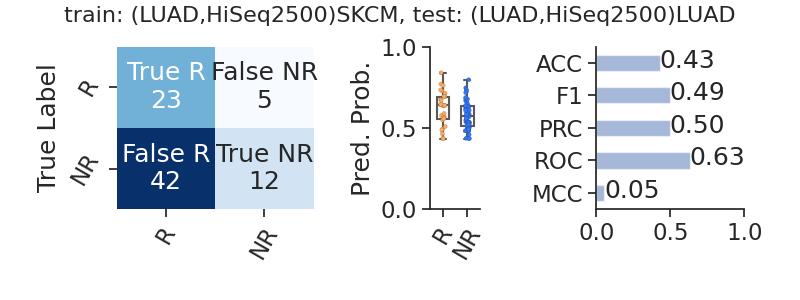 train: (LUAD,HiSeq2500)SKCM, test: (LUAD,HiSeq2500)LUAD
True Label
R
NR
True R
23
False NR
5
False R
42
True NR
12
R
NR
Pred. Prob.
1.0
0.5
0.0
R
NR
ACC
0.43
F1
0.49
PRC
0.50
ROC
0.63
MCC
0.05
0.0
0.5
1.0